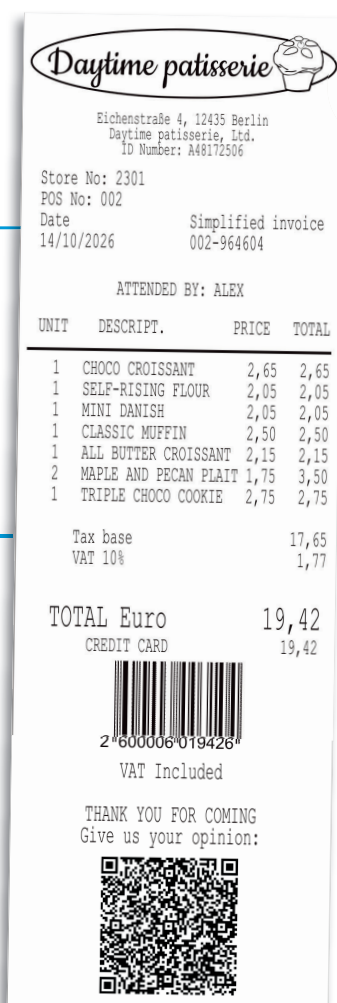 Daytime patisserie
Eichenstraße 4, 12435 Berlin
Daytime patisserie, Ltd.
ID Number: A48172506
Store No: 2301
POS No: 002
Date Simplified invoice
14/10/2026 002-964604
ATTENDED BY: ALEX
UNIT DESCRIPT. PRICE TOTAL
1 CHOCO CROISSANT 2,65 2,65
1 SELF-RISING FLOUR 2,05 2,05
1 MINI DANISH 2,05 2,05
1 CLASSIC MUFFIN 2,50 2,50
1 ALL BUTTER CROISSANT 2,15 2,15
2 MAPLE AND PECAN PLAIT 1,75 3,50
1 TRIPLE CHOCO COOKIE 2,75 2,75
Tax base 17,65
VAT 10% 1,77
TOTAL Euro 19,42
CREDIT CARD 19,42
2"600006"019426"
VAT Included
THANK YOU FOR COMING
Give us your opinion: